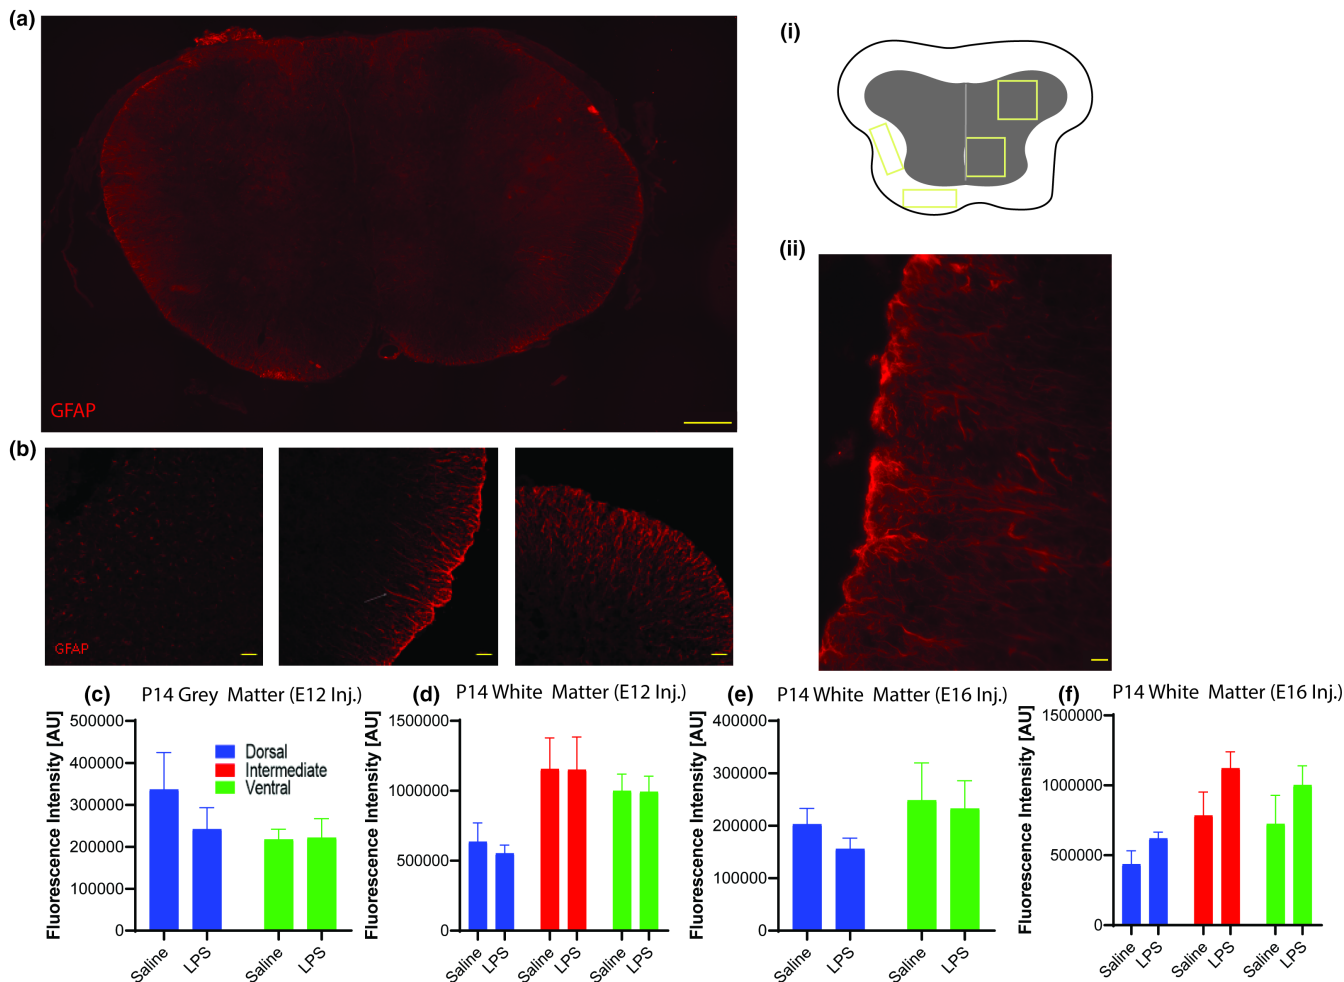 (a)
GFAP
(i)
(ii)
(b)
GFAP
(c)
P14 Grey Matter (E12 Inj.)
Fluorescence Intensity [AU]
500000
400000
300000
200000
100000
0
Dorsal
Intermediate
Ventral
Saline
LPS
Saline
LPS
(d)
P14 White Matter (E12 Inj.)
Fluorescence Intensity [AU]
1500000
1000000
500000
0
Saline
LPS
Saline
LPS
Saline
LPS
(e)
P14 White Matter (E16 Inj.)
Fluorescence Intensity [AU]
400000
300000
200000
100000
0
Saline
LPS
Saline
LPS
(f)
P14 White Matter (E16 Inj.)
Fluorescence Intensity [AU]
1500000
1000000
500000
0
Saline
LPS
Saline
LPS
Saline
LPS